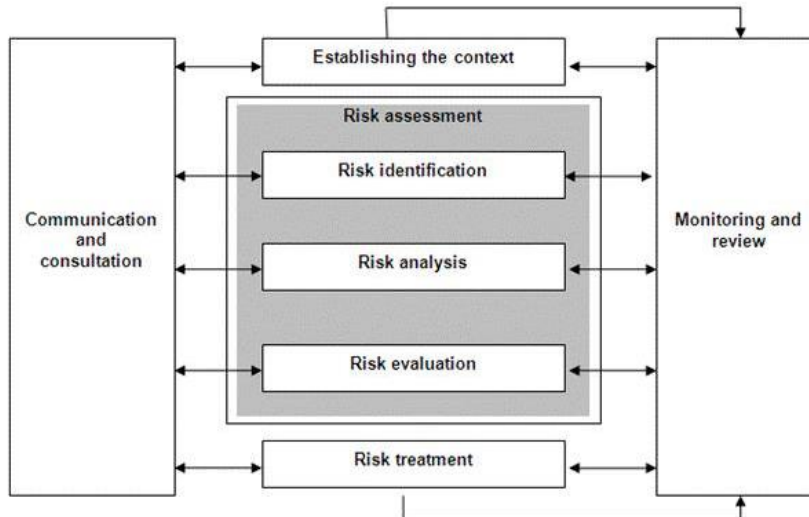 Establishing the context
Risk assessment
Risk identification
Communication
and
consultation
Monitoring and
review
Risk analysis
Risk evaluation
Risk treatment